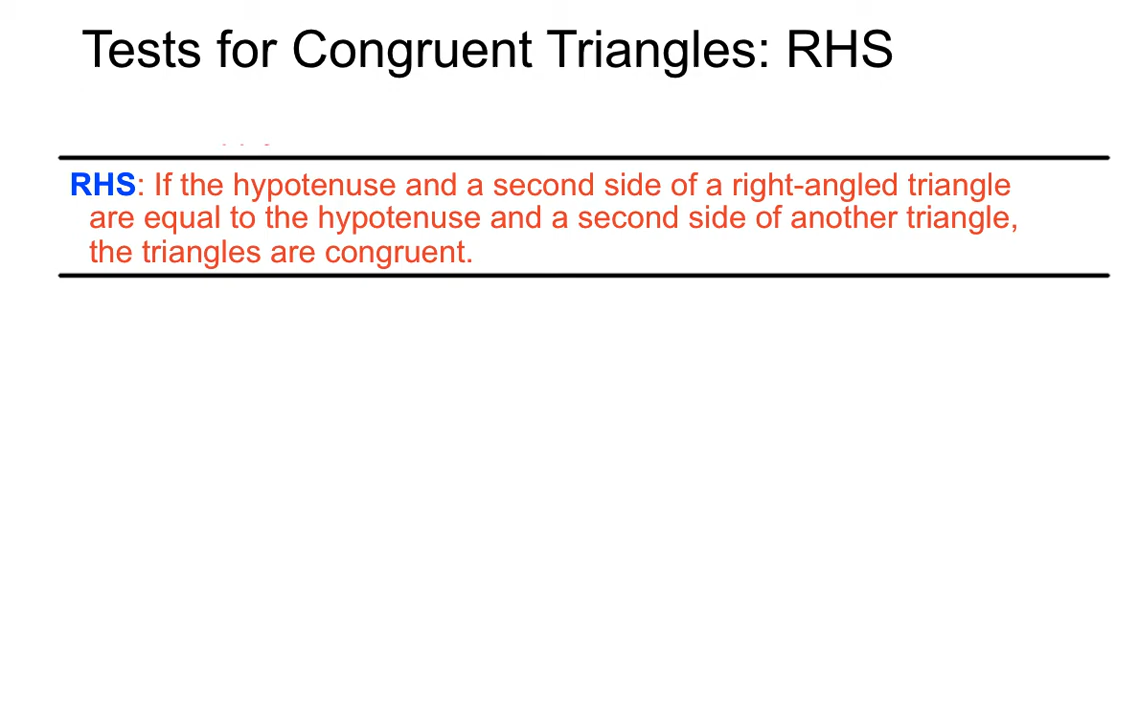 Tests for Congruent Triangles: RHS
RHS: If the hypotenuse and a second side of a right-angled triangle
are equal to the hypotenuse and a second side of another triangle,
the triangles are congruent.